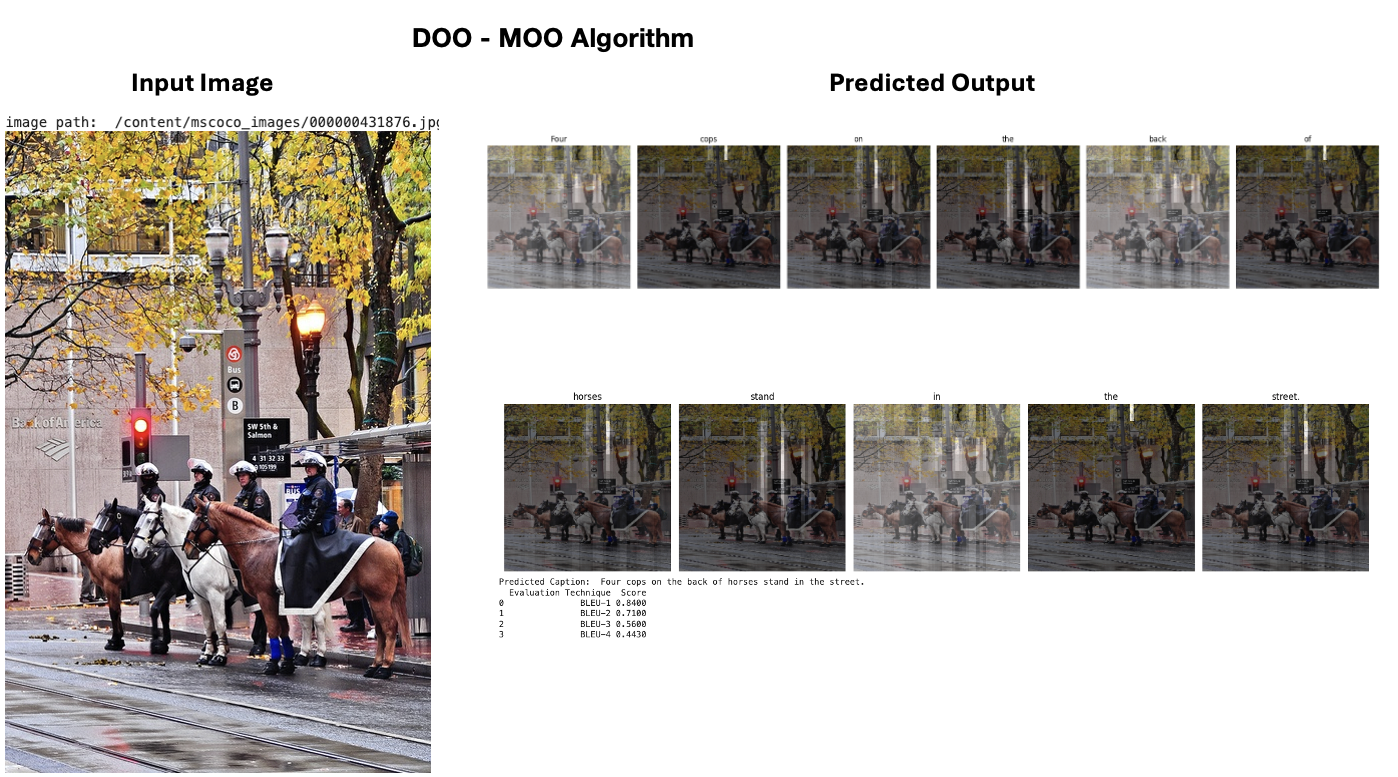 DOO - MOO Algorithm
Input Image
Predicted Output
image path:  /content/mscoco_images/000000431876.jpg
Bus
B
Bank of America
SW 5th &
Salmon
4 31 32 33
BUS
Four cops on the back of
horses stand in the street.
Predicted Caption:  Four cops on the back of horses stand in the street.
Evaluation Technique  Score
0 BLEU-1 0.8400
1 BLEU-2 0.7100
2 BLEU-3 0.5600
3 BLEU-4 0.4430